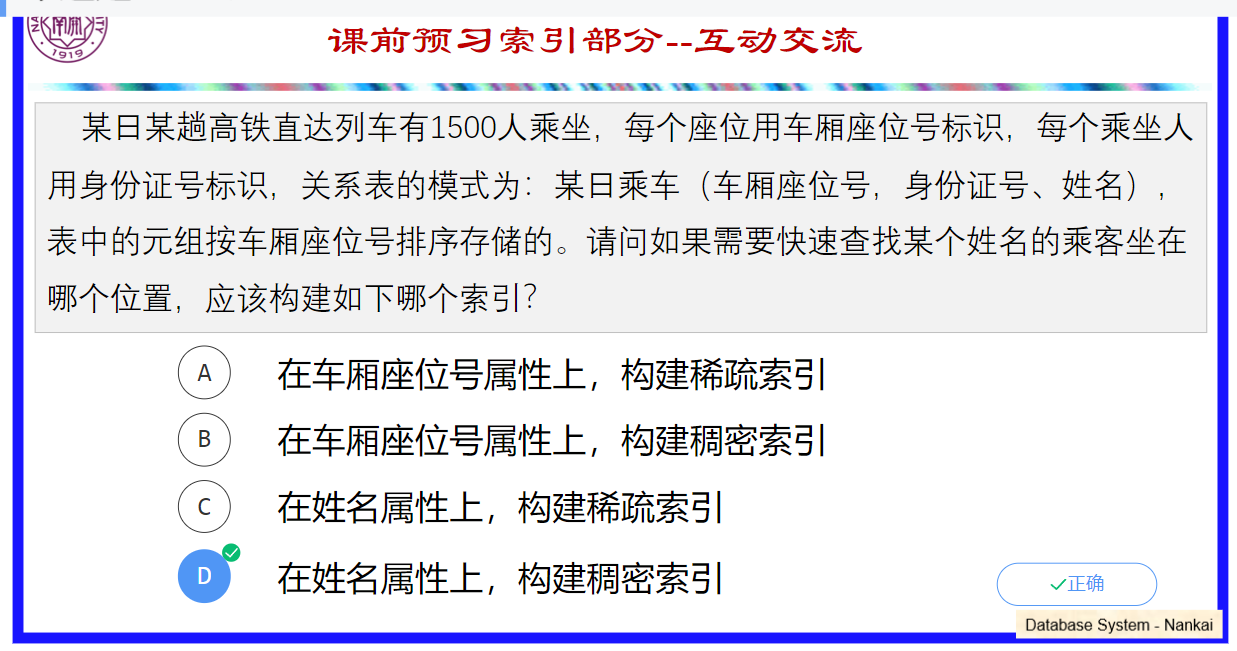 1919
课前预习索引部分--互动交流
某日某趟高铁直达列车有1500人乘坐，每个座位用车厢座位号标识，每个乘坐人
用身份证号标识，关系表的模式为：某日乘车（车厢座位号，身份证号、姓名），
表中的元组按车厢座位号排序存储的。请问如果需要快速查找某个姓名的乘客坐在
哪个位置，应该构建如下哪个索引？
A 在车厢座位号属性上，构建稀疏索引
B 在车厢座位号属性上，构建稠密索引
C 在姓名属性上，构建稀疏索引
D 在姓名属性上，构建稠密索引
正确
Database System - Nankai